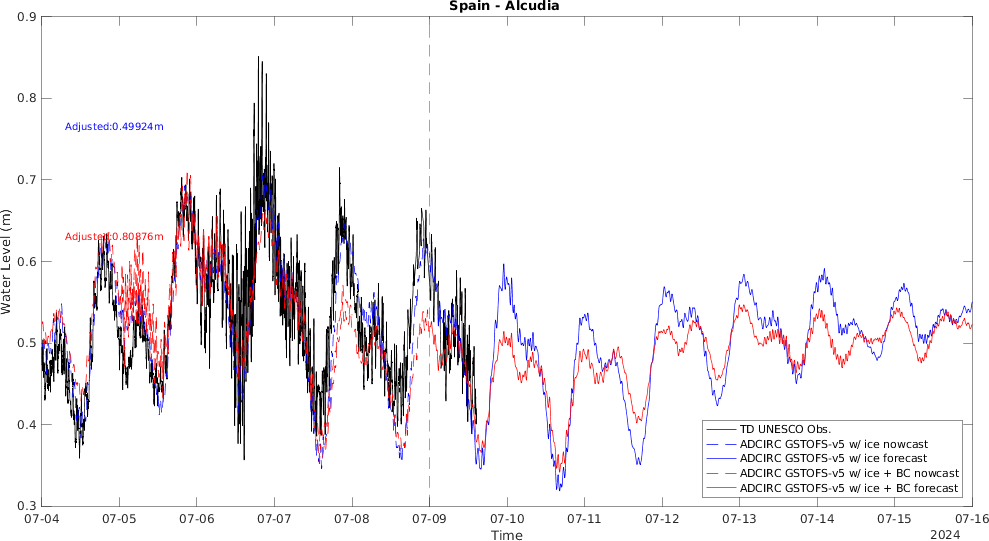 Spain - Alcudia
0.9
0.8
0.7
0.6
0.5
0.4
0.3
Water Level (m)
Adjusted:0.49924m
Adjusted:0.80876m
TD UNESCO Obs.
ADCIRC GSTOFS-v5 w/ ice nowcast
ADCIRC GSTOFS-v5 w/ ice forecast
ADCIRC GSTOFS-v5 w/ ice + BC nowcast
ADCIRC GSTOFS-v5 w/ ice + BC forecast
07-04 07-05 07-06 07-07 07-08 07-09 07-10 07-11 07-12 07-13 07-14 07-15 07-16
Time
2024